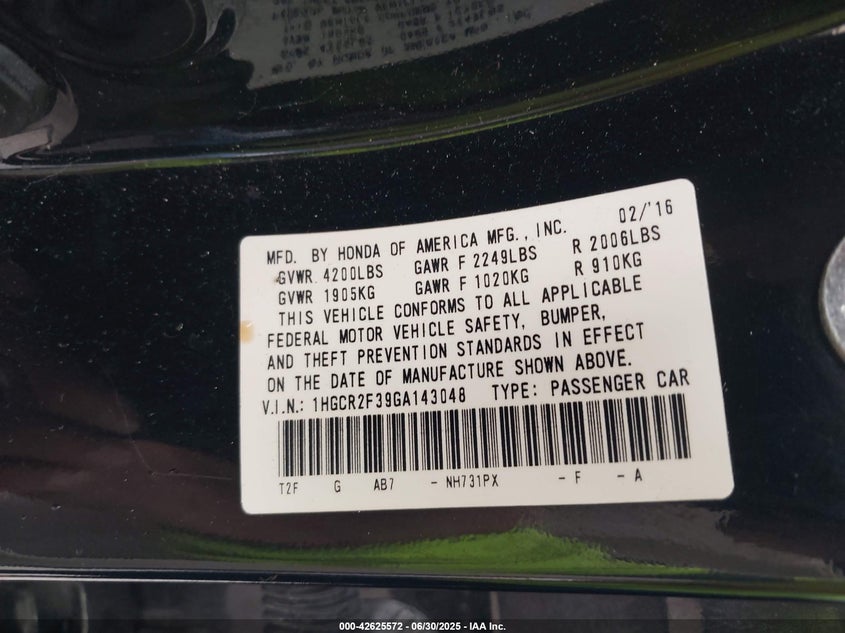 MFD. BY HONDA OF AMERICA MFG., INC. 02/'16
GVWR 4200LBS GAWR F 2249LBS R 2006LBS
GVWR 1905KG GAWR F 1020KG R 910KG
THIS VEHICLE CONFORMS TO ALL APPLICABLE
FEDERAL MOTOR VEHICLE SAFETY, BUMPER,
AND THEFT PREVENTION STANDARDS IN EFFECT
ON THE DATE OF MANUFACTURE SHOWN ABOVE.
V.I.N.: 1HGCR2F39GA143048 TYPE: PASSENGER CAR
T2F G AB7 - NH731PX - F - A
000-42625572 - 06/30/2025 - IAA Inc.